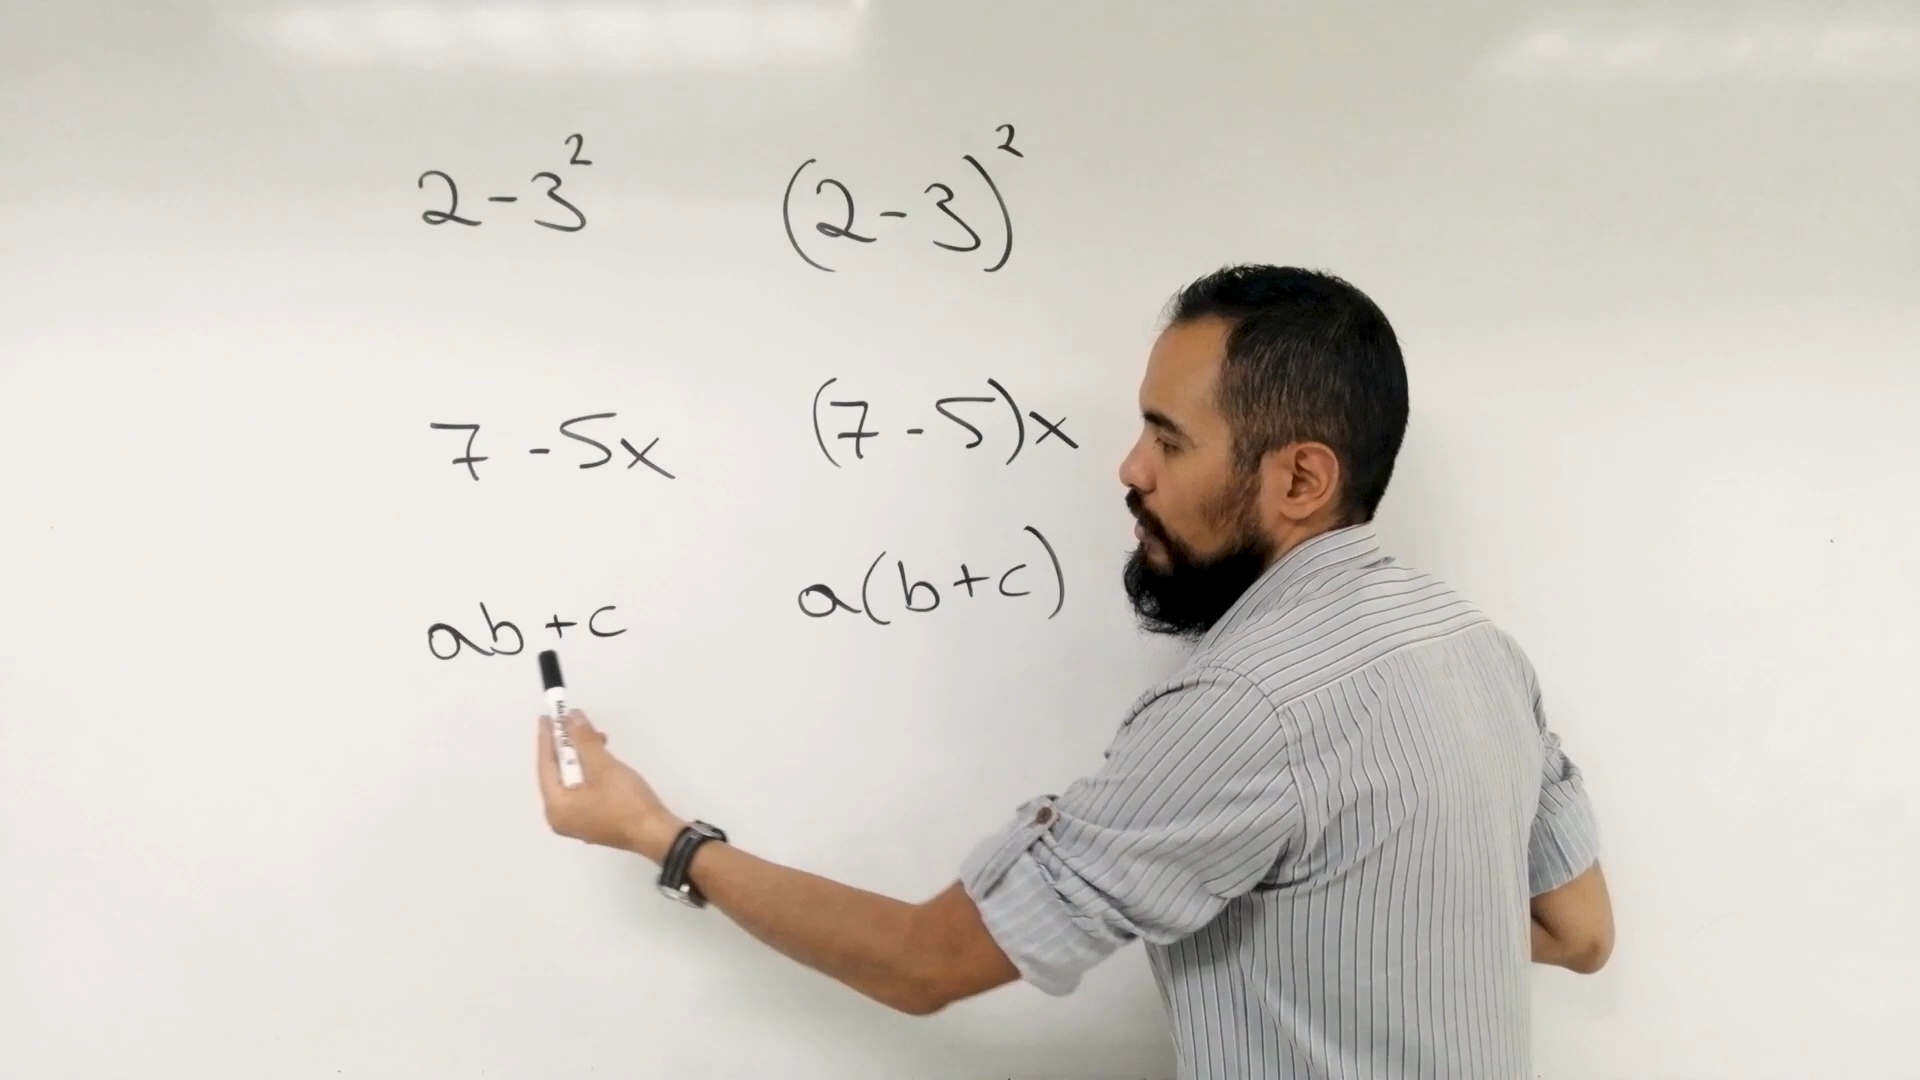 2-3² (2-3)²
7-5x (7-5)x
ab+c a(b+c)